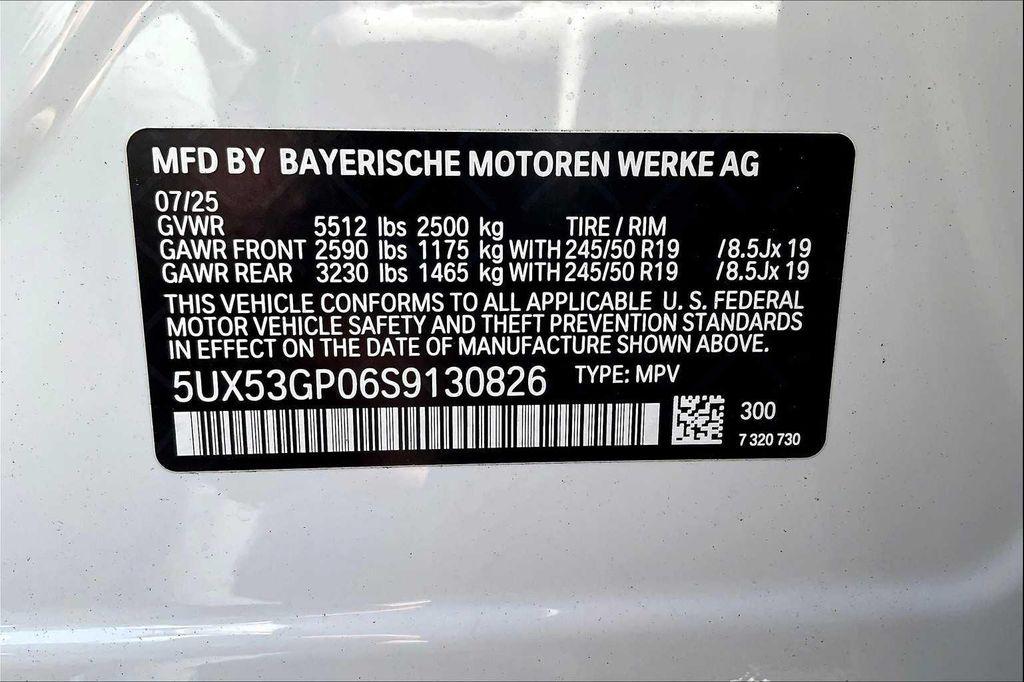 MFD BY BAYERISCHE MOTOREN WERKE AG
07/25
GVWR 5512 lbs 2500 kg TIRE / RIM
GAWR FRONT 2590 lbs 1175 kg WITH 245/50 R19 /8.5Jx 19
GAWR REAR 3230 lbs 1465 kg WITH 245/50 R19 /8.5Jx 19
THIS VEHICLE CONFORMS TO ALL APPLICABLE U. S. FEDERAL
MOTOR VEHICLE SAFETY AND THEFT PREVENTION STANDARDS
IN EFFECT ON THE DATE OF MANUFACTURE SHOWN ABOVE.
5UX53GP06S9130826 TYPE: MPV
300
7 320 730